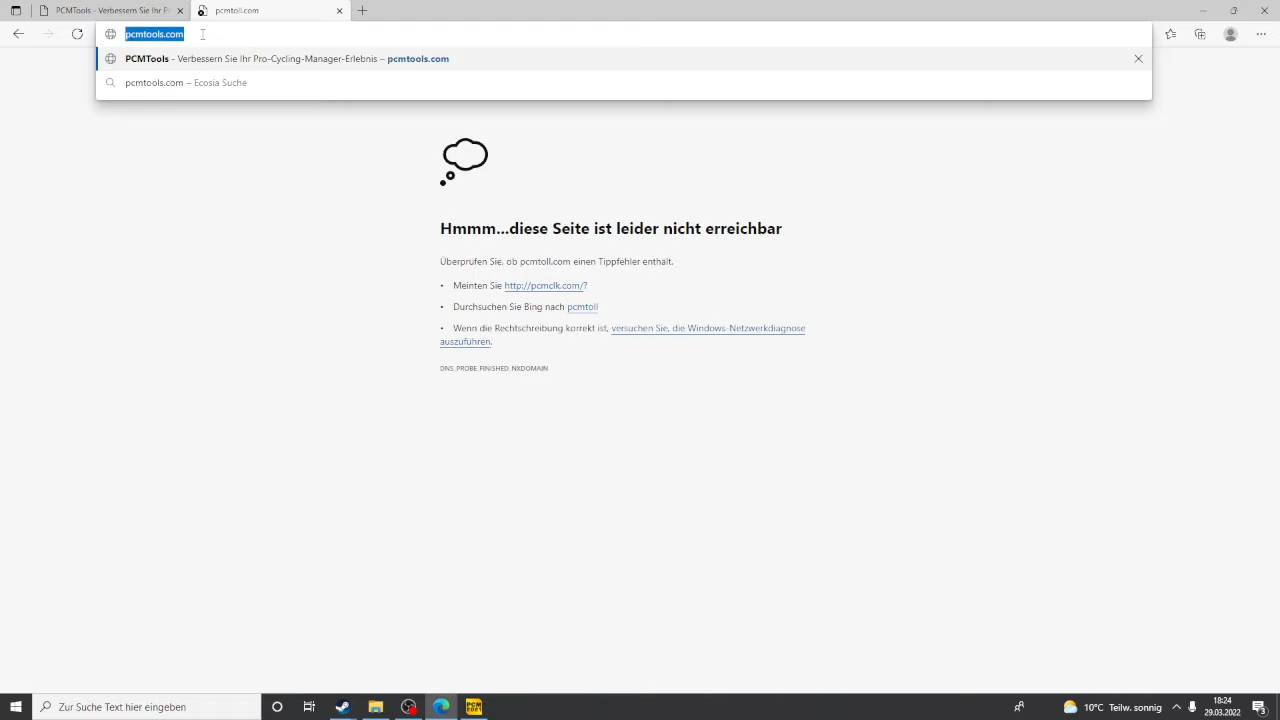 PCMTools - Verbessern Sie Ihr P
pcmtoll.com
pcmtools.com
PCMTools - Verbessern Sie Ihr Pro-Cycling-Manager-Erlebnis – pcmtools.com
pcmtools.com – Ecosia Suche
Hmmm...diese Seite ist leider nicht erreichbar
Überprüfen Sie, ob pcmtoll.com einen Tippfehler enthält.
• Meinten Sie http://pcmclk.com/?
• Durchsuchen Sie Bing nach pcmtoll
• Wenn die Rechtschreibung korrekt ist, versuchen Sie, die Windows-Netzwerkdiagnose
auszuführen.
DNS_PROBE_FINISHED_NXDOMAIN
Zur Suche Text hier eingeben
PCM
2021
10°C Teilw. sonnig
18:24
29.03.2022